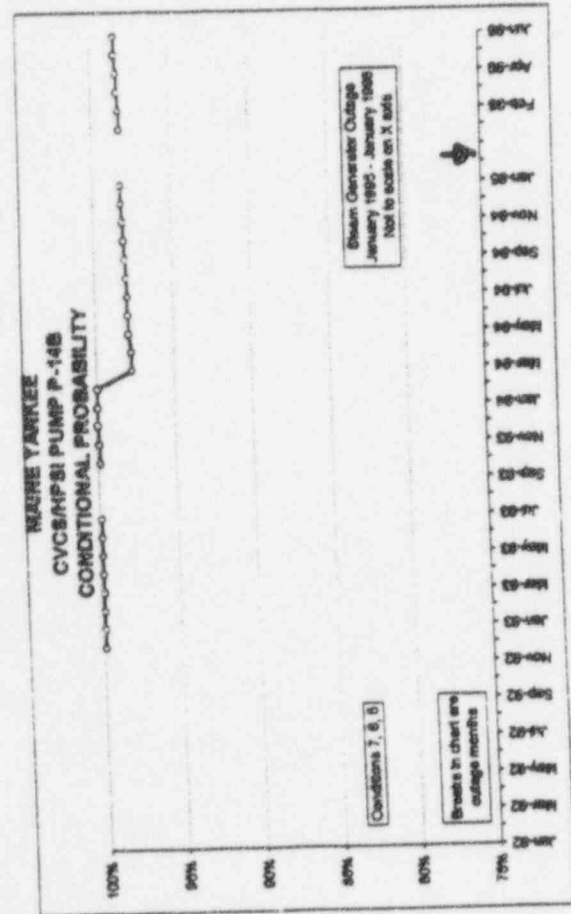 MAINE YANKEE
CVCS/HPSI PUMP P-14B
CONDITIONAL PROBABILITY
100%
95%
90%
85%
80%
75%
Steam Generator Outage
January 1995 - January 1996
Not to scale on X axis
Conditions 7, 6, 5
Breaks in chart are
outage months
Jan-92
Mar-92
May-92
Jul-92
Sep-92
Nov-92
Jan-93
Mar-93
May-93
Jul-93
Sep-93
Nov-93
Jan-94
Mar-94
May-94
Jul-94
Sep-94
Nov-94
Jan-95
Feb-96
Apr-96
Jun-96